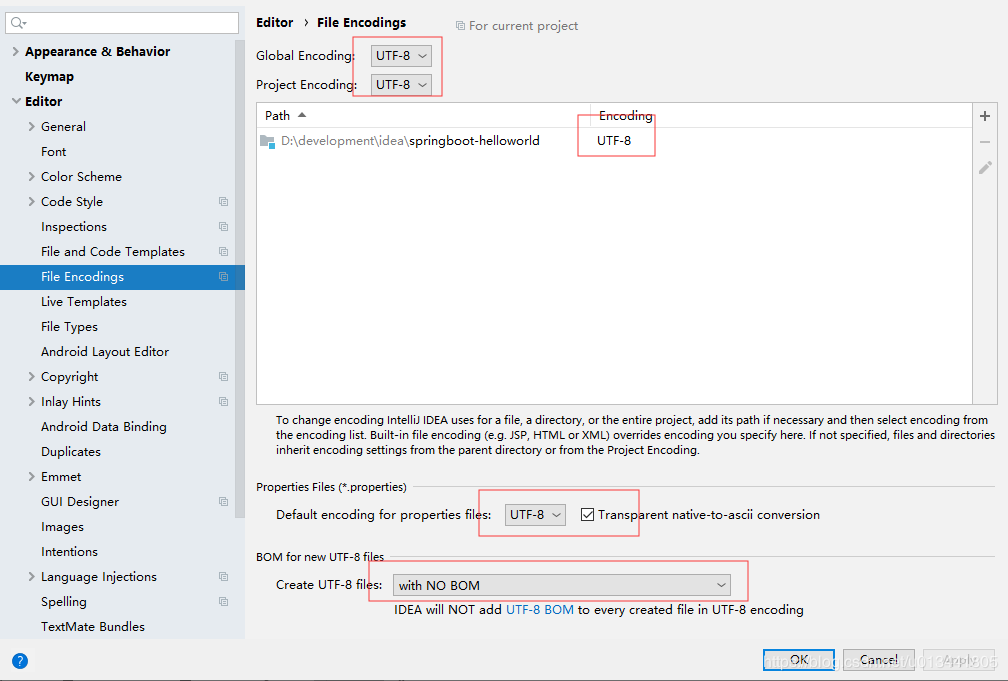 Editor › File Encodings
For current project
Appearance & Behavior
Keymap
Editor
General
Font
Color Scheme
Code Style
Inspections
File and Code Templates
File Encodings
Live Templates
File Types
Android Layout Editor
Copyright
Inlay Hints
Android Data Binding
Duplicates
Emmet
GUI Designer
Images
Intentions
Language Injections
Spelling
TextMate Bundles
Global Encoding: UTF-8
Project Encoding: UTF-8
Path Encoding
D:\development\idea\springboot-helloworld UTF-8
To change encoding IntelliJ IDEA uses for a file, a directory, or the entire project, add its path if necessary and then select encoding from
the encoding list. Built-in file encoding (e.g. JSP, HTML or XML) overrides encoding you specify here. If not specified, files and directories
inherit encoding settings from the parent directory or from the Project Encoding.
Properties Files (*.properties)
Default encoding for properties files: UTF-8 Transparent native-to-ascii conversion
BOM for new UTF-8 files
Create UTF-8 files: with NO BOM
IDEA will NOT add UTF-8 BOM to every created file in UTF-8 encoding
? OK Cancel Apply